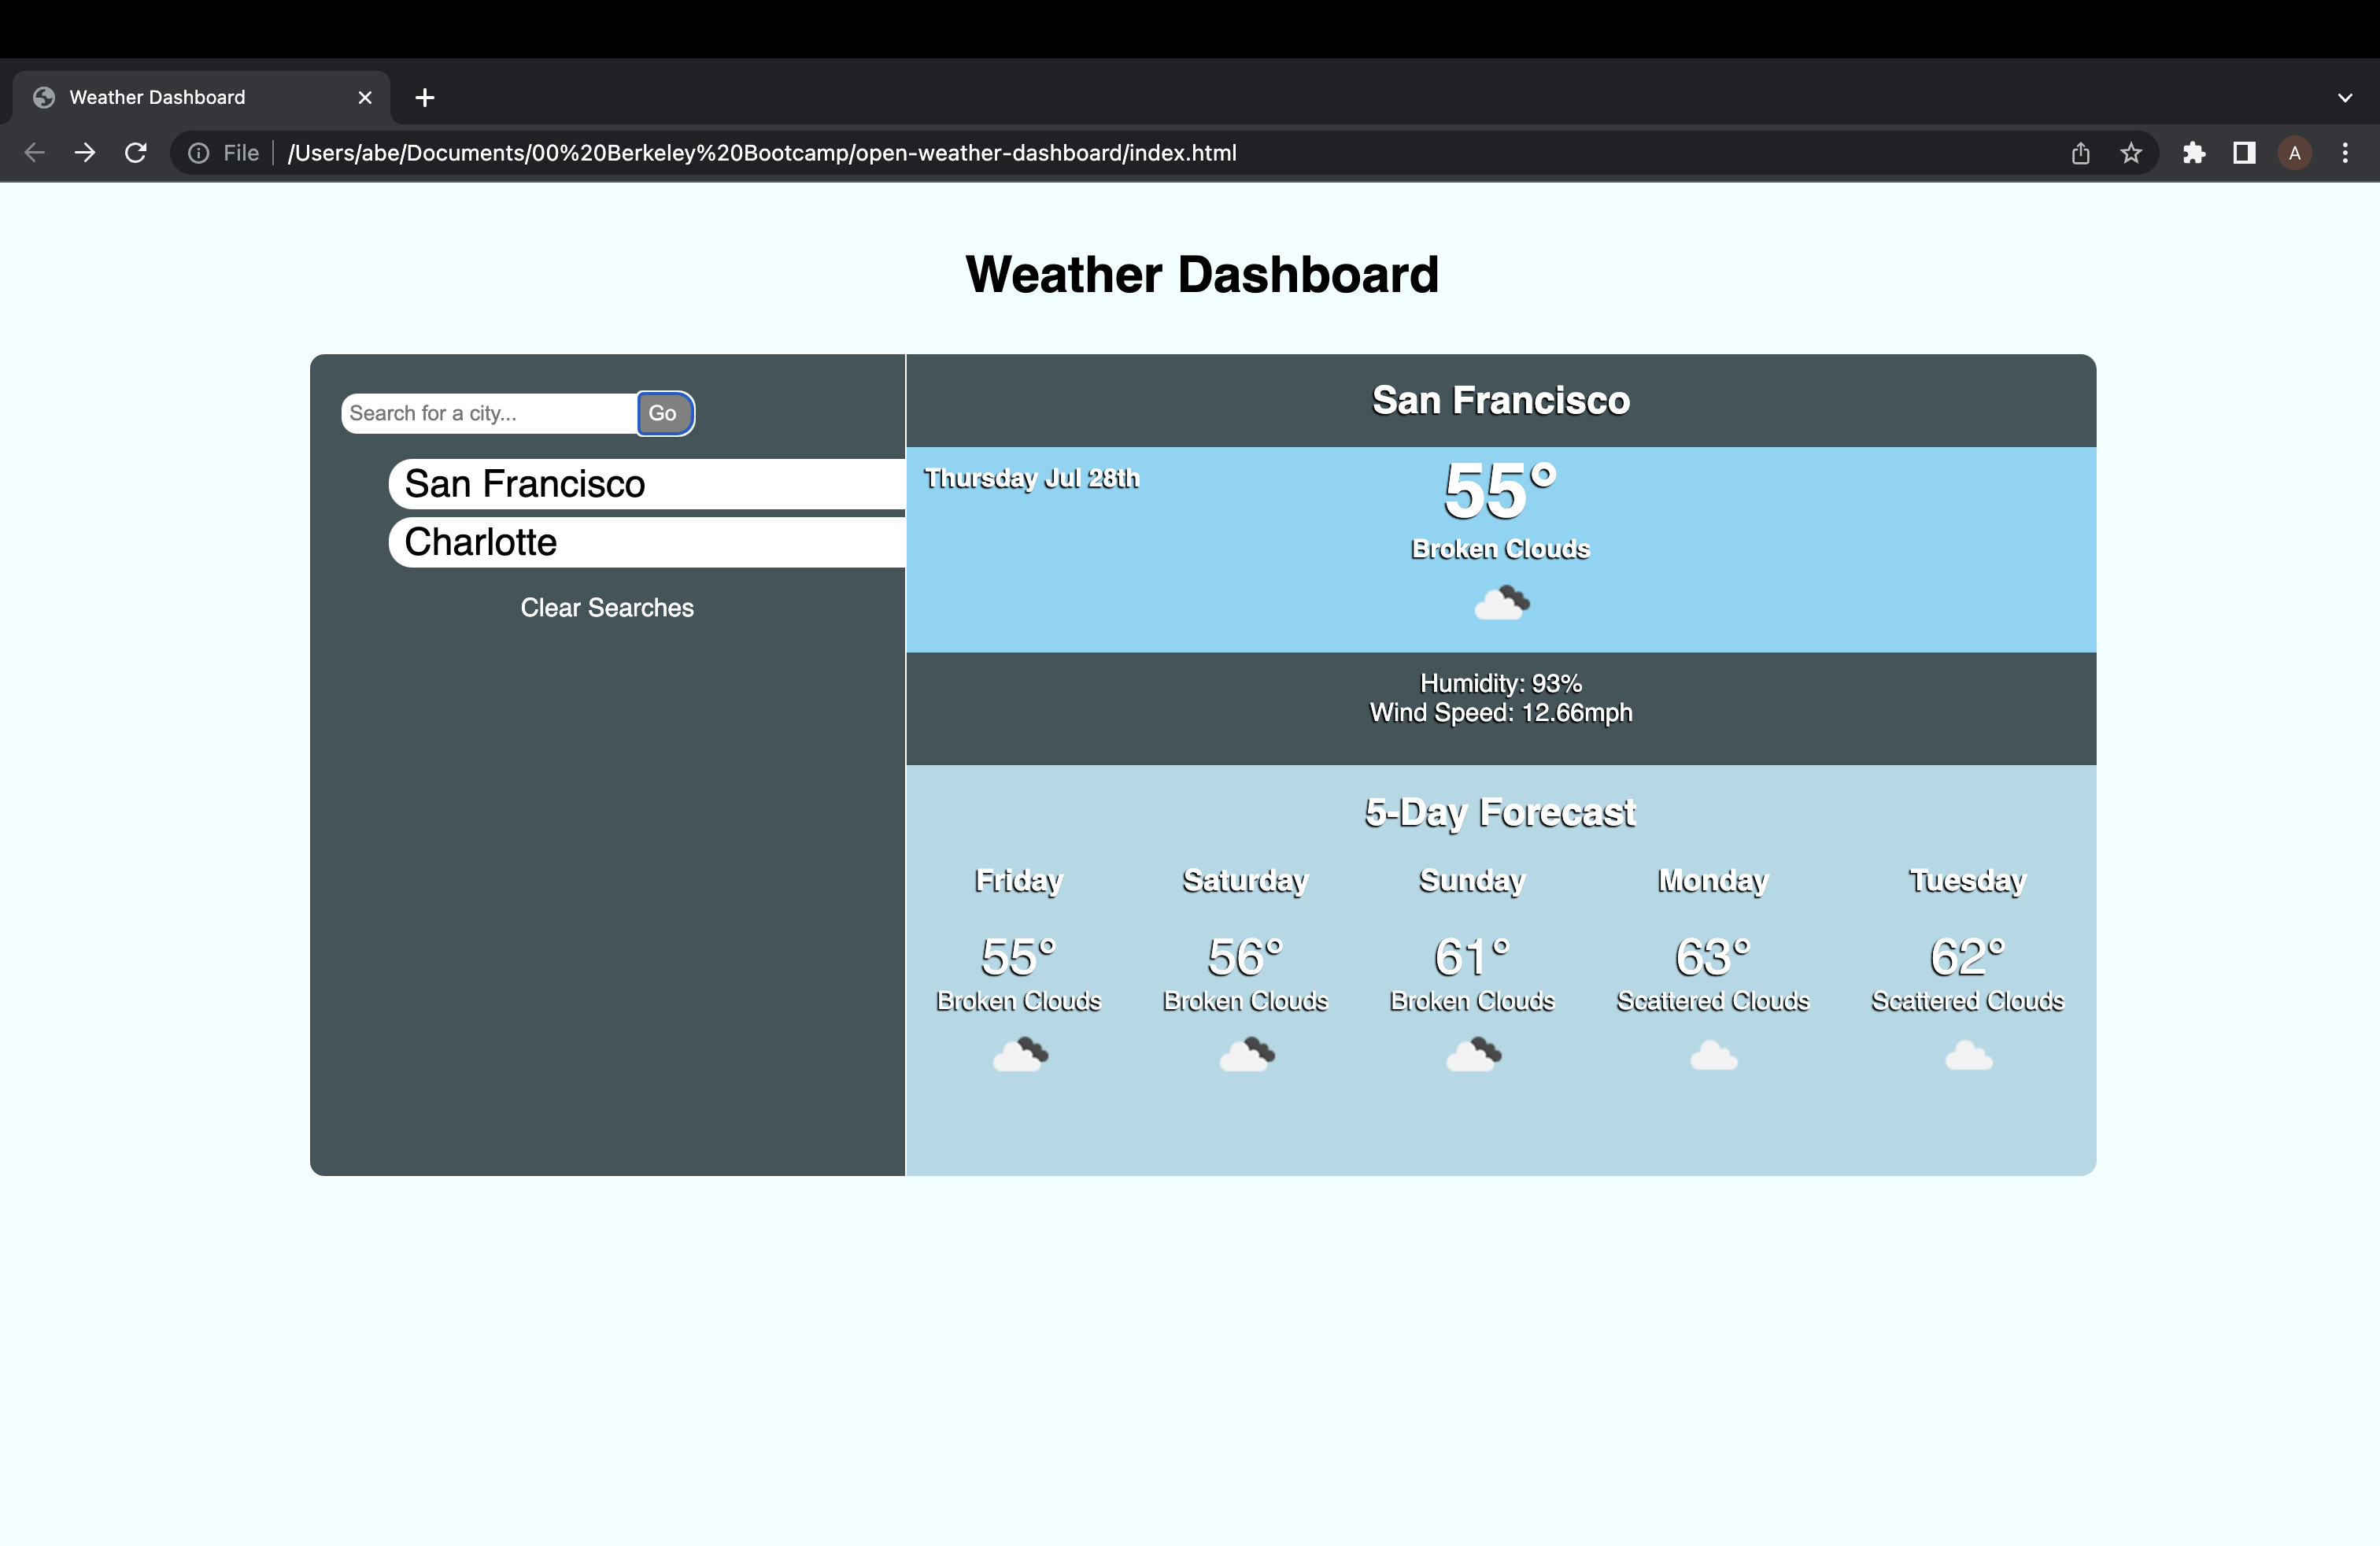 Weather Dashboard
File
/Users/abe/Documents/00%20Berkeley%20Bootcamp/open-weather-dashboard/index.html
A
Weather Dashboard
Search for a city...
Go
San Francisco
Charlotte
Clear Searches
San Francisco
Thursday Jul 28th
55°
Broken Clouds
Humidity: 93%
Wind Speed: 12.66mph
5-Day Forecast
Friday Saturday Sunday Monday Tuesday
55° 56° 61° 63° 62°
Broken Clouds Broken Clouds Broken Clouds Scattered Clouds Scattered Clouds